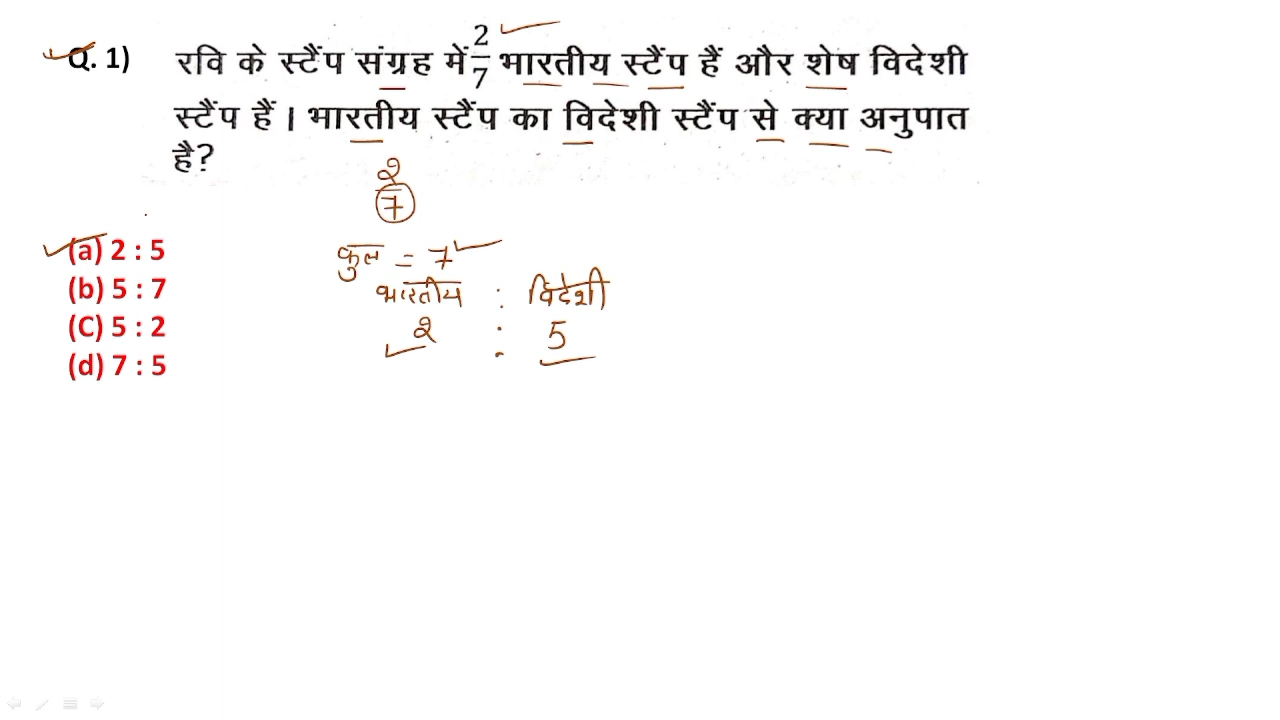 Q. 1) रवि के स्टैंप संग्रह में 2/7 भारतीय स्टैंप हैं और शेष विदेशी
स्टैंप हैं। भारतीय स्टैंप का विदेशी स्टैंप से क्या अनुपात
है?
2/7
(a) 2 : 5
कुल = 7
(b) 5 : 7
भारतीय : विदेशी
(C) 5 : 2
2 : 5
(d) 7 : 5